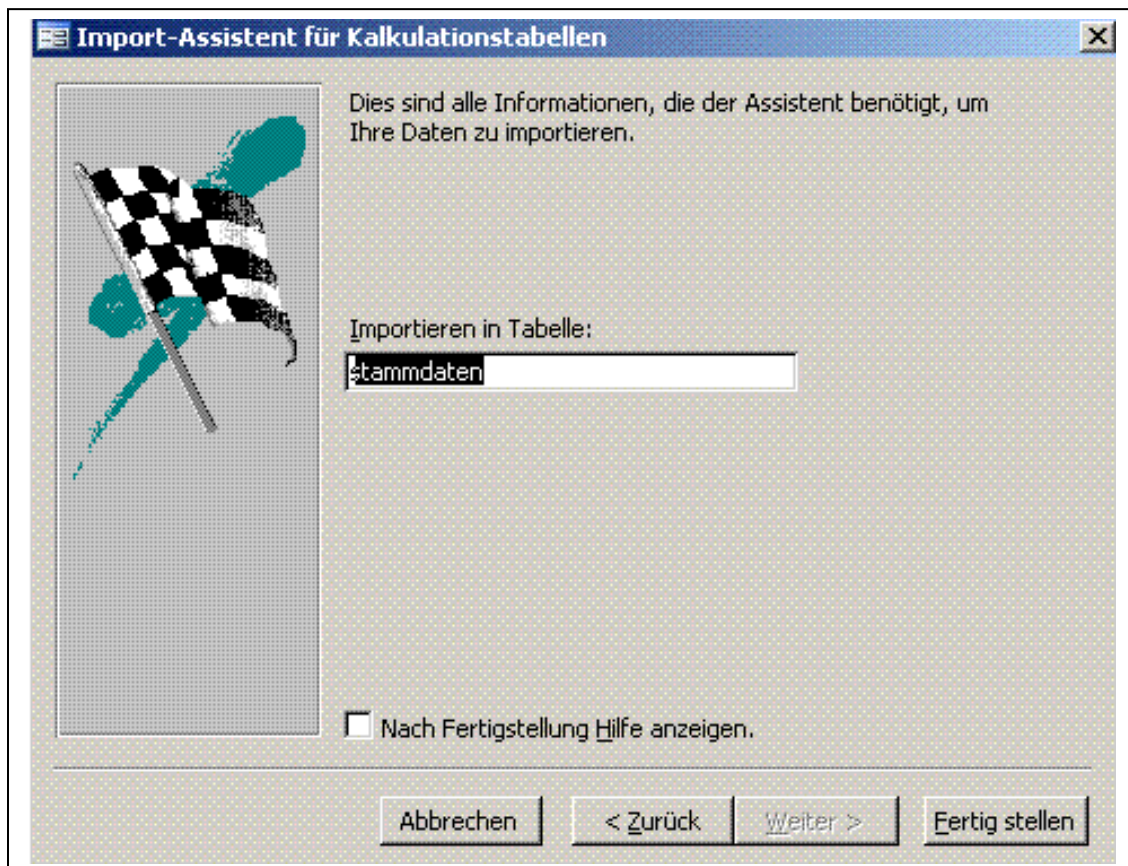 Import-Assistent für Kalkulationstabellen
Dies sind alle Informationen, die der Assistent benötigt, um
Ihre Daten zu importieren.
Importieren in Tabelle:
stammdaten
Nach Fertigstellung Hilfe anzeigen.
Abbrechen < Zurück Weiter > Fertig stellen